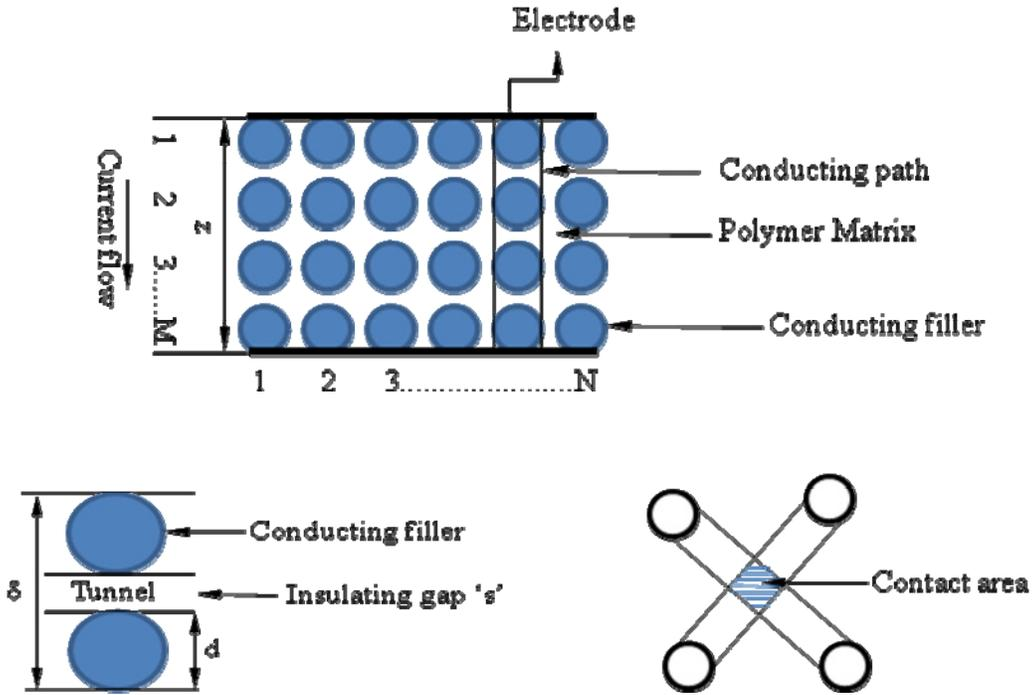 Electrode
Current flow
1
2
3......M
z
Conducting path
Polymer Matrix
Conducting filler
1 2 3........................N
Conducting filler
δ
Tunnel
Insulating gap ‘s’
d
Contact area